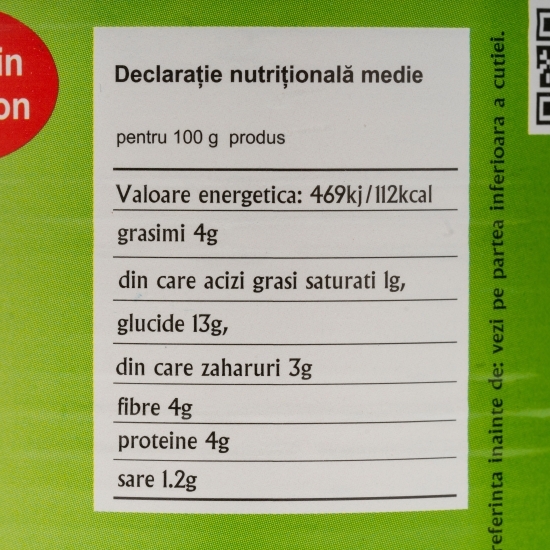 in
on
Declarație nutrițională medie
pentru 100 g produs
Valoare energetica: 469kj/112kcal
grasimi 4g
din care acizi grasi saturati 1g,
glucide 13g,
din care zaharuri 3g
fibre 4g
proteine 4g
sare 1.2g
referinta inainte de: vezi pe partea inferioara a cutiei.